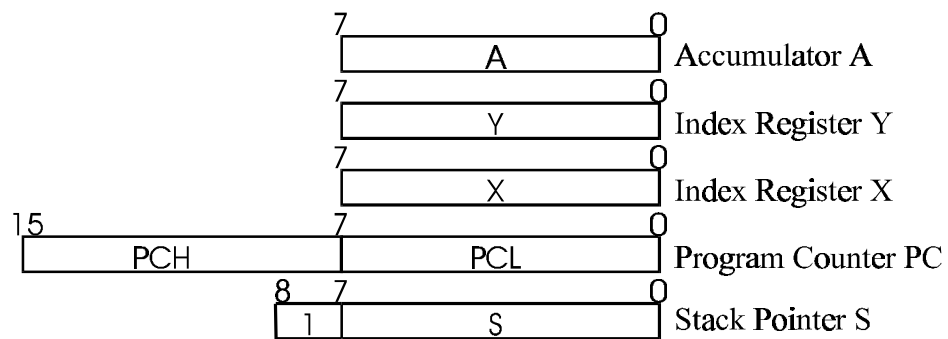 7 0
A Accumulator A
7 0
Y Index Register Y
7 0
X Index Register X
15 7 0
PCH PCL Program Counter PC
8 7 0
1 S Stack Pointer S